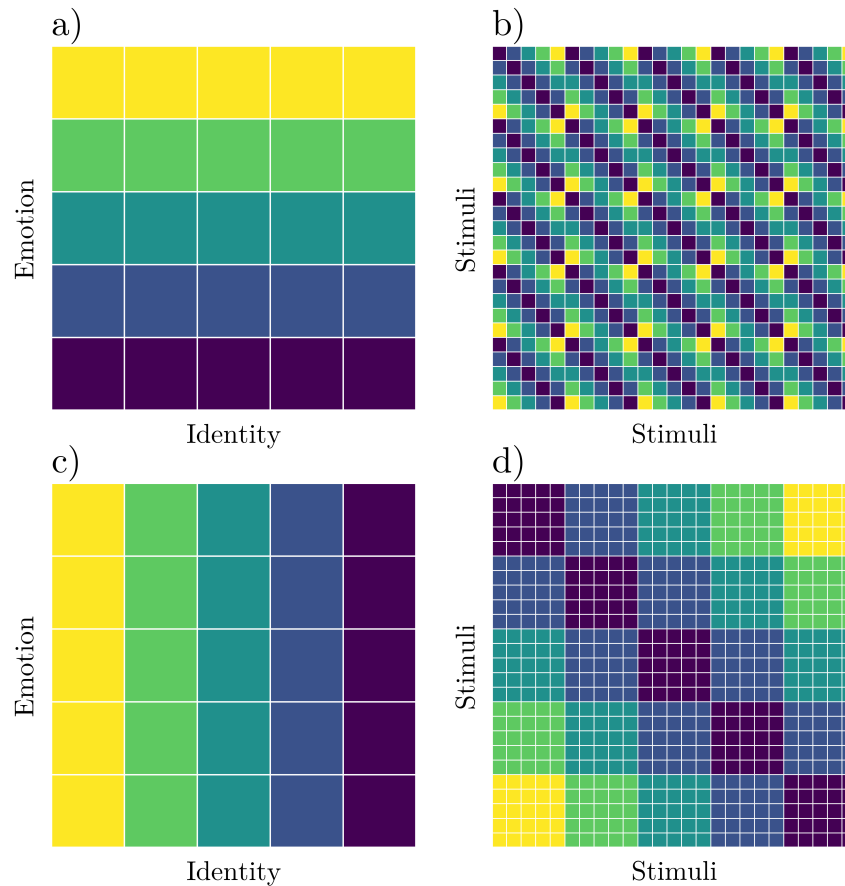 a)
b)
Emotion
Stimuli
Identity
Stimuli
c)
d)
Emotion
Stimuli
Identity
Stimuli